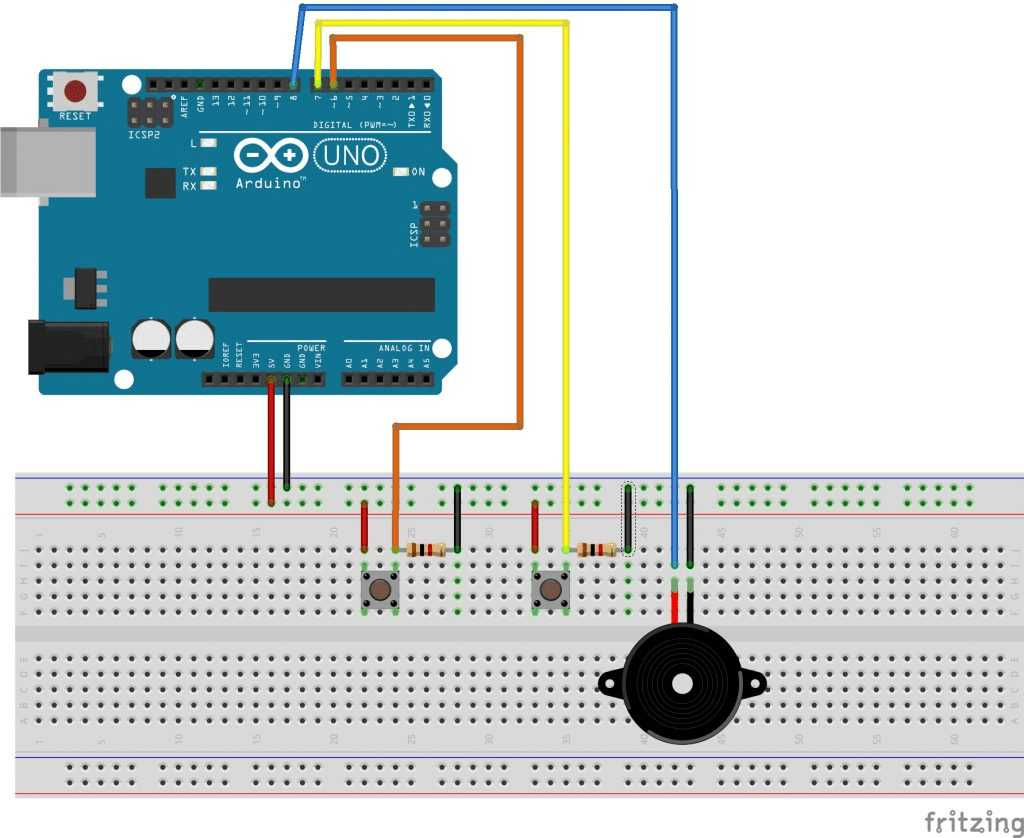 RESET
ICSP2
AREF
GND
13
12
~11
~10
~9
8
7
~6
~5
4
~3
2
TX0▶1
RX0◀0
DIGITAL (PWM=~)
L
TX
RX
Arduino™
UNO
ON
1
ICSP
POWER
ANALOG IN
IOREF
RESET
3V3
5V
GND
GND
VIN
A0
A1
A2
A3
A4
A5
1 5 10 15 20 25 30 35 40 45 50 55 60
J J
I I
H H
G G
F F
E E
D D
C C
B B
A A
1 5 10 15 20 25 30 35 40 45 50 55 60
fritzing